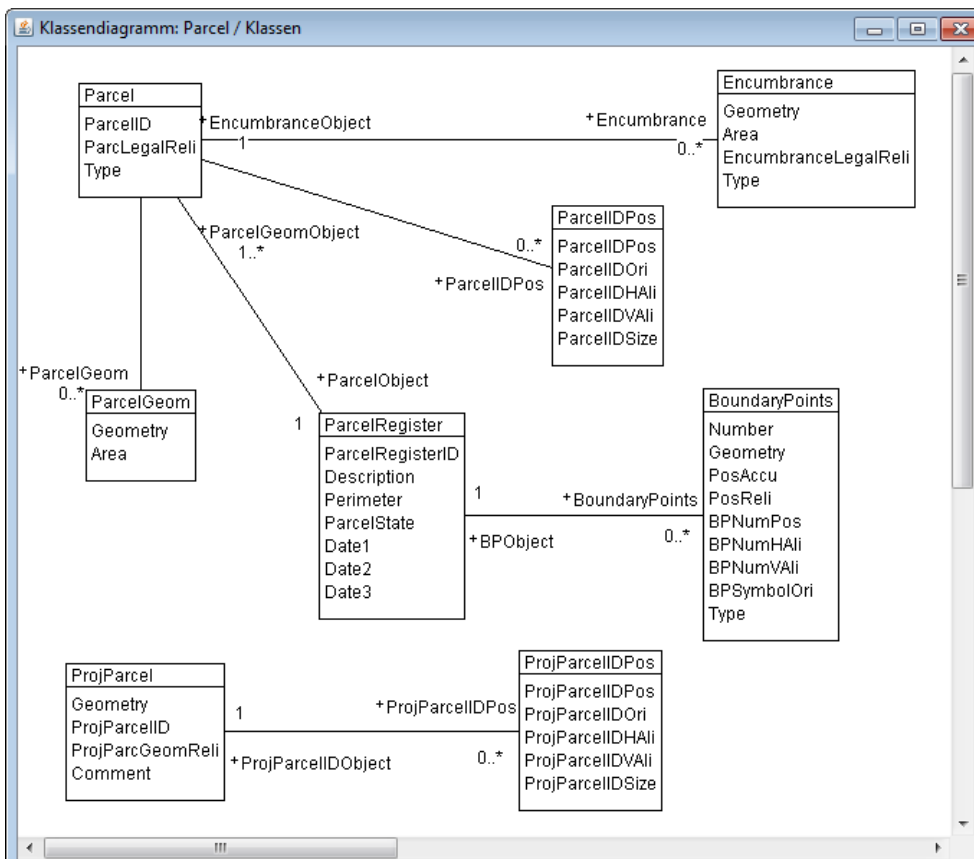 Klassendiagramm: Parcel / Klassen
Parcel
ParcelID
ParcLegalReli
Type
+EncumbranceObject
1
+Encumbrance
0..*
Encumbrance
Geometry
Area
EncumbranceLegalReli
Type
+ParcelGeomObject
1..*
0..*
+ParcelIDPos
ParcelIDPos
ParcelIDPos
ParcelIDOri
ParcelIDHAli
ParcelIDVAli
ParcelIDSize
+ParcelGeom
0..*
ParcelGeom
Geometry
Area
+ParcelObject
1
ParcelRegister
ParcelRegisterID
Description
Perimeter
ParcelState
Date1
Date2
Date3
1
+BPObject
+BoundaryPoints
0..*
BoundaryPoints
Number
Geometry
PosAccu
PosReli
BPNumPos
BPNumHAli
BPNumVAli
BPSymbolOri
Type
ProjParcel
Geometry
ProjParcelID
ProjParcGeomReli
Comment
1
+ProjParcelIDObject
+ProjParcelIDPos
0..*
ProjParcelIDPos
ProjParcelIDPos
ProjParcelIDOri
ProjParcelIDHAli
ProjParcelIDVAli
ProjParcelIDSize